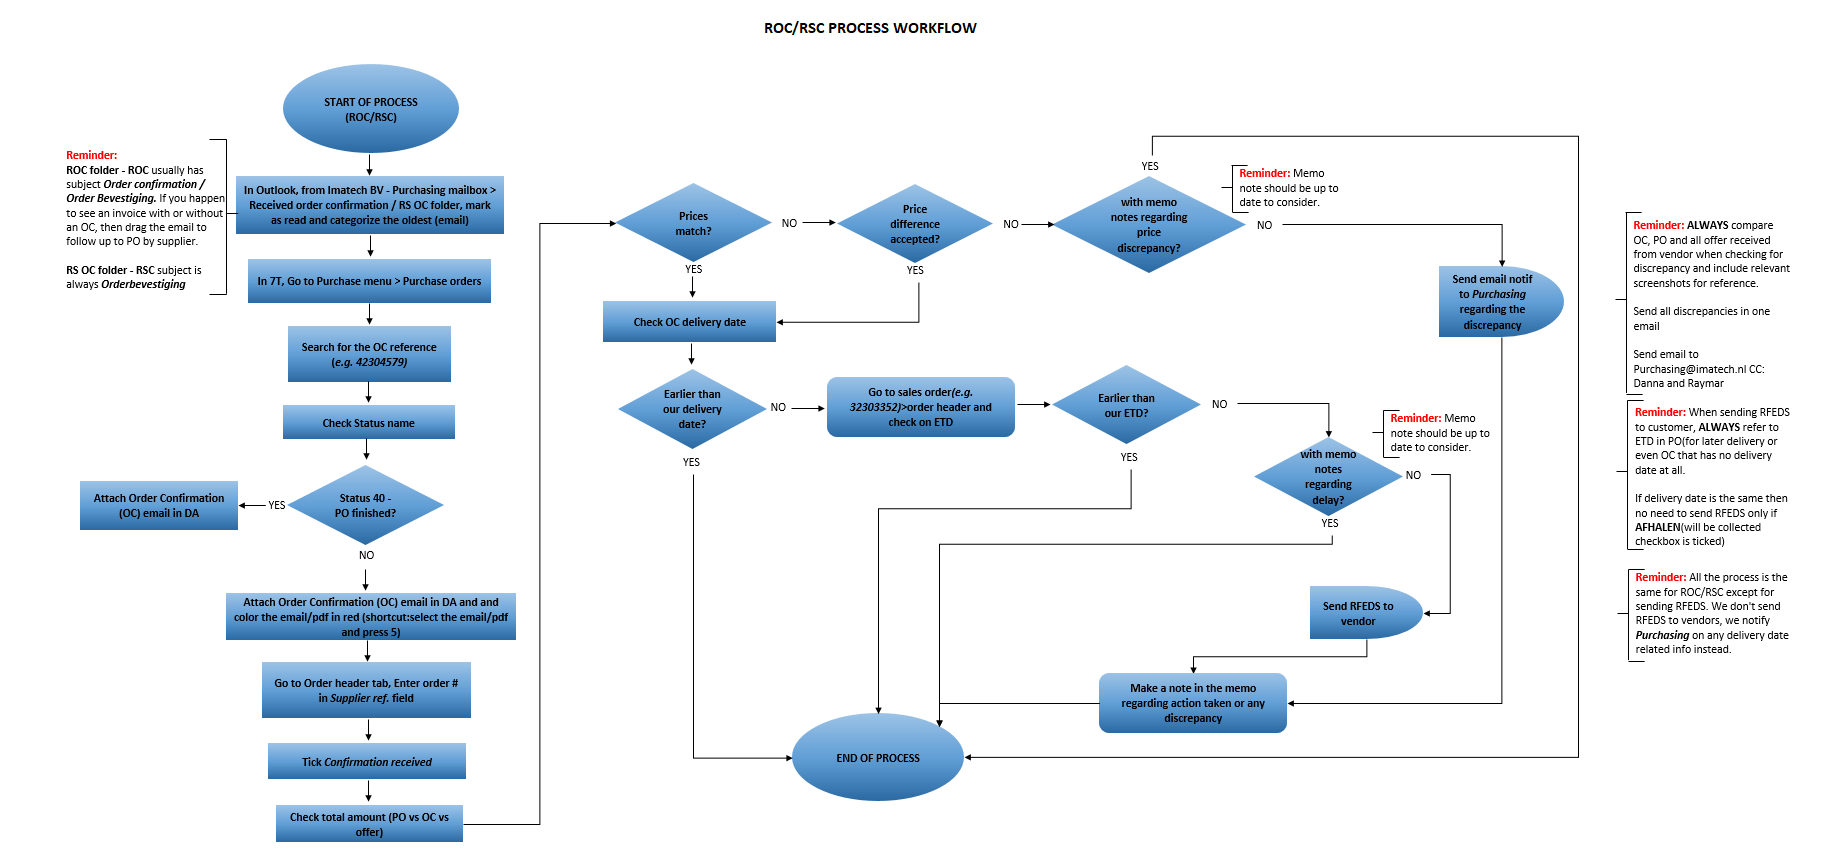 ROC/RSC PROCESS WORKFLOW
START OF PROCESS
(ROC/RSC)
Reminder:
ROC folder - ROC usually has
subject Order confirmation /
Order Bevestiging. If you happen
to see an invoice with or without
an OC, then drag the email to
follow up to PO by supplier.
RS OC folder - RSC subject is
always Orderbevestiging
In Outlook, from Imatech BV - Purchasing mailbox >
Received order confirmation / RS OC folder, mark
as read and categorize the oldest (email)
In 7T, Go to Purchase menu > Purchase orders
Search for the OC reference
(e.g. 42304579)
Check Status name
Status 40 -
PO finished?
YES
Attach Order Confirmation
(OC) email in DA
NO
Attach Order Confirmation (OC) email in DA and and
color the email/pdf in red (shortcut:select the email/pdf
and press 5)
Go to Order header tab, Enter order #
in Supplier ref. field
Tick Confirmation received
Check total amount (PO vs OC vs
offer)
Prices
match?
NO
YES
Price
difference
accepted?
NO
YES
with memo
notes regarding
price
discrepancy?
YES
NO
Reminder: Memo
note should be up to
date to consider.
Send email notif
to Purchasing
regarding the
discrepancy
Check OC delivery date
Earlier than
our delivery
date?
NO
YES
Go to sales order(e.g.
32303352)>order header and
check on ETD
Earlier than
our ETD?
NO
YES
Reminder: Memo
note should be up to
date to consider.
with memo
notes
regarding
delay?
NO
YES
Send RFEDS to
vendor
Make a note in the memo
regarding action taken or any
discrepancy
END OF PROCESS
Reminder: ALWAYS compare
OC, PO and all offer received
from vendor when checking for
discrepancy and include relevant
screenshots for reference.
Send all discrepancies in one
email
Send email to
Purchasing@imatech.nl CC:
Danna and Raymar
Reminder: When sending RFEDS
to customer, ALWAYS refer to
ETD in PO(for later delivery or
even OC that has no delivery
date at all.
If delivery date is the same then
no need to send RFEDS only if
AFHALEN(will be collected
checkbox is ticked)
Reminder: All the process is the
same for ROC/RSC except for
sending RFEDS. We don't send
RFEDS to vendors, we notify
Purchasing on any delivery date
related info instead.